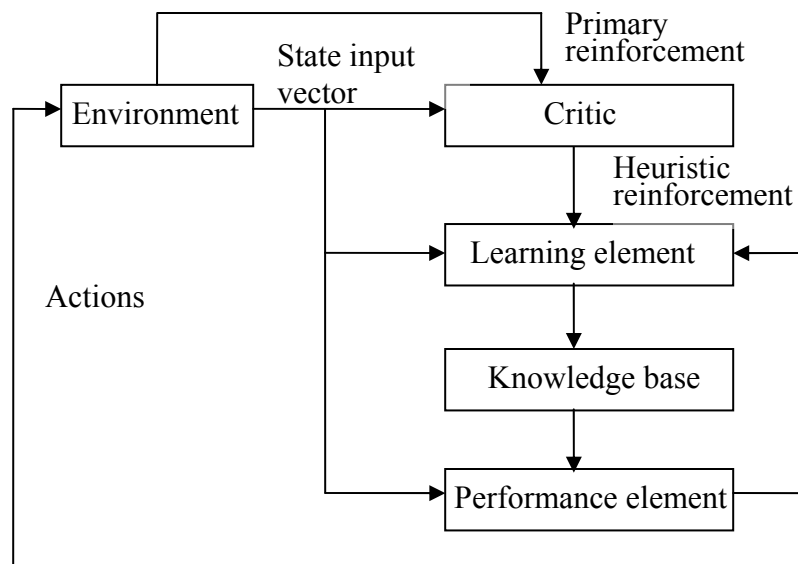 Primary
reinforcement
State input
vector
Environment
Critic
Heuristic
reinforcement
Learning element
Actions
Knowledge base
Performance element